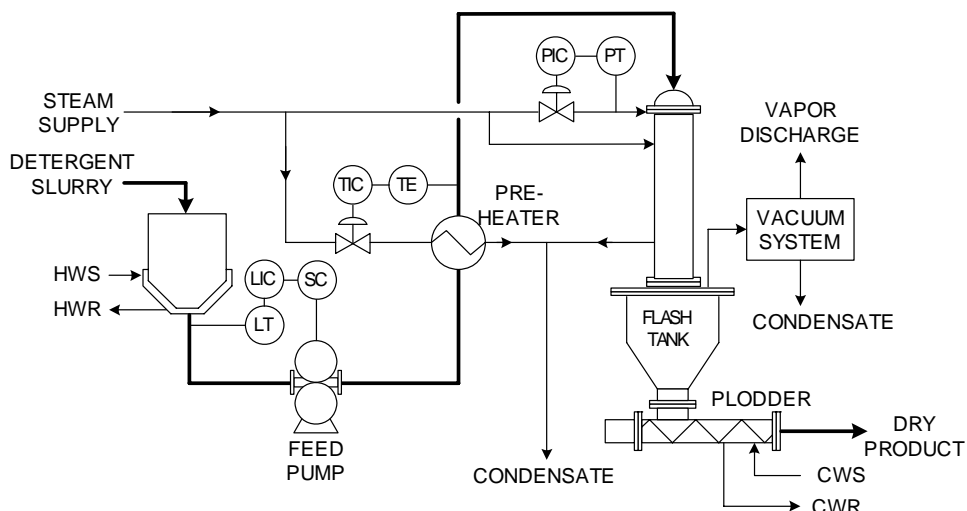 PIC
PT
STEAM
SUPPLY
VAPOR
DISCHARGE
DETERGENT
SLURRY
TIC
TE
PRE-
HEATER
VACUUM
SYSTEM
HWS
LIC
SC
HWR
LT
FLASH
TANK
CONDENSATE
PLODDER
FEED
PUMP
DRY
PRODUCT
CONDENSATE
CWS
CWR